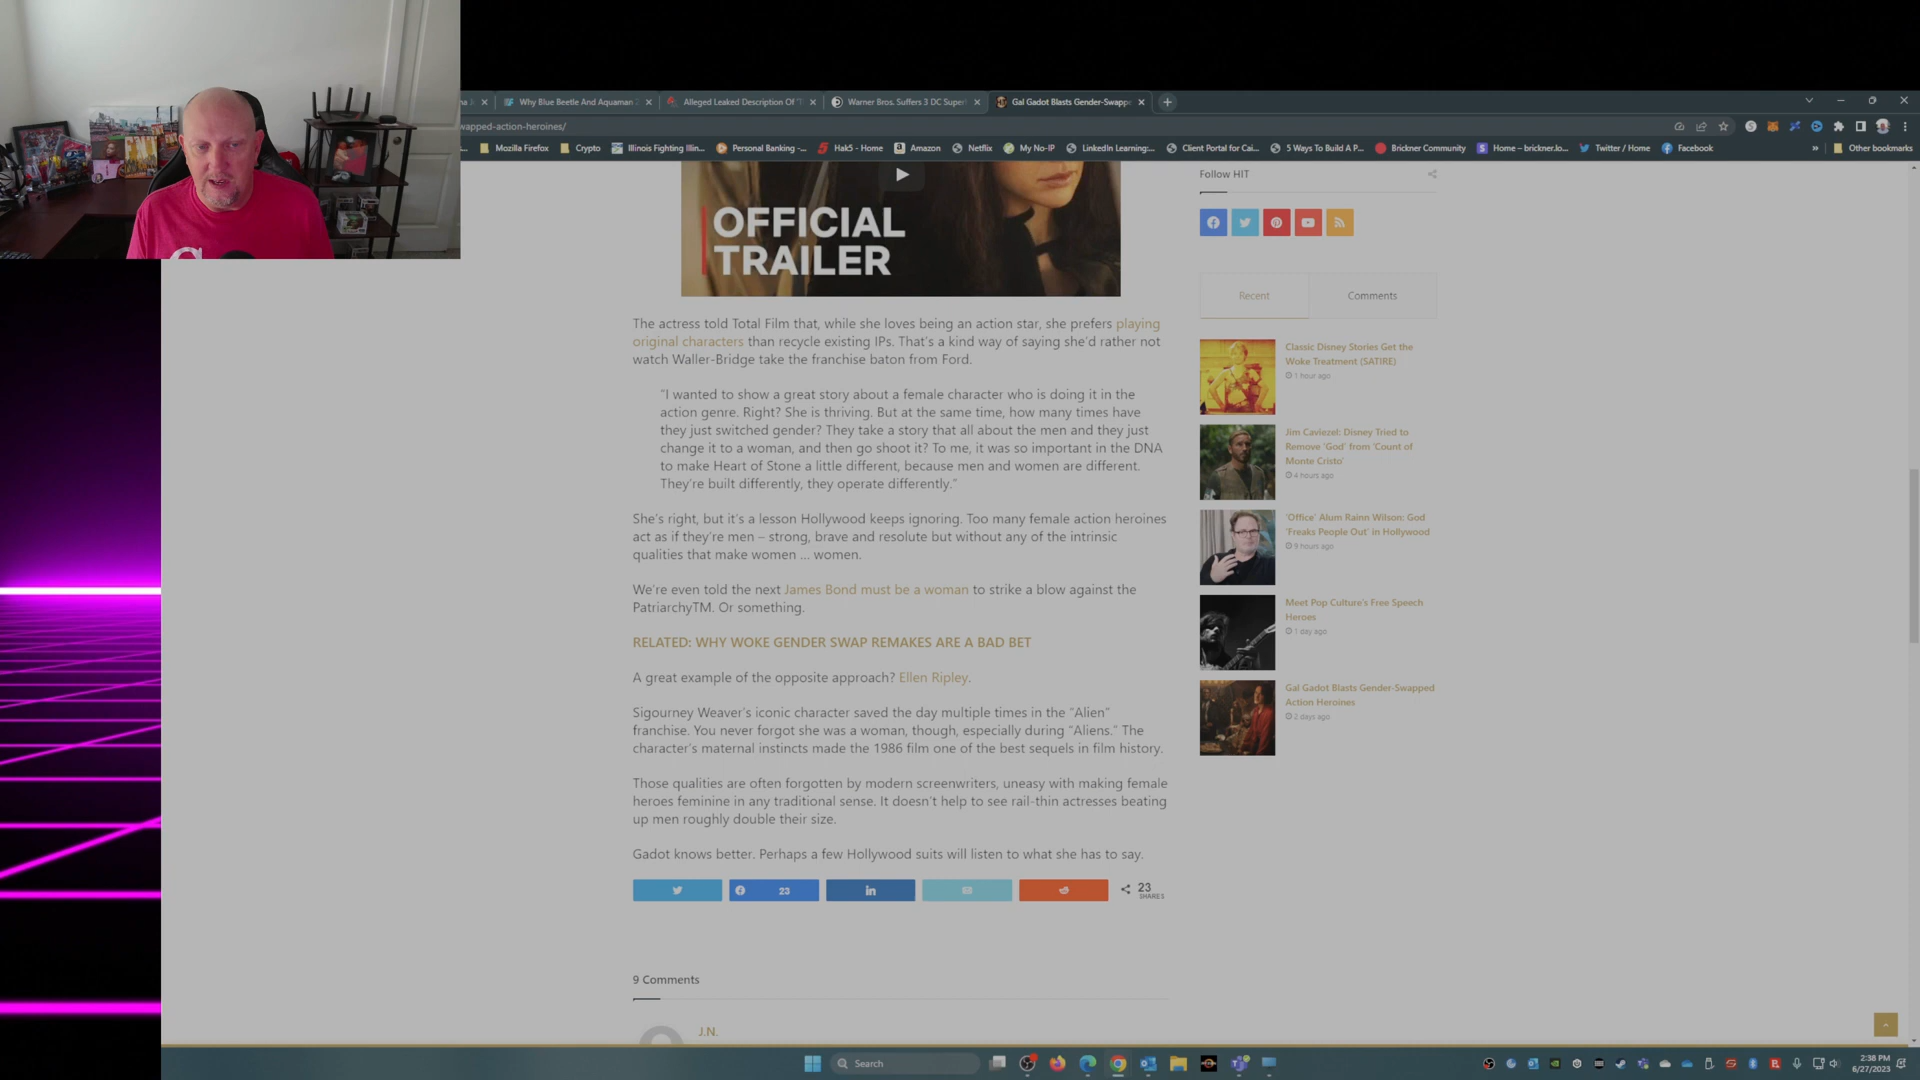 Why Blue Beetle And Aquaman
Alleged Leaked Description Of "T
Warner Bros. Suffers 3 DC Super
Gal Gadot Blasts Gender-Swapp
wapped-action-heroines/
Mozilla Firefox
Crypto
Illinois Fighting Illin...
Personal Banking -...
Hak5 - Home
Amazon
Netflix
My No-IP
LinkedIn Learning:...
Client Portal for Cai...
5 Ways To Build A P...
Brickner Community
Home – brickner.lo...
Twitter / Home
Facebook
»
Other bookmarks
OFFICIAL
TRAILER
The actress told Total Film that, while she loves being an action star, she prefers playing
original characters than recycle existing IPs. That's a kind way of saying she'd rather not
watch Waller-Bridge take the franchise baton from Ford.
"I wanted to show a great story about a female character who is doing it in the
action genre. Right? She is thriving. But at the same time, how many times have
they just switched gender? They take a story that all about the men and they just
change it to a woman, and then go shoot it? To me, it was so important in the DNA
to make Heart of Stone a little different, because men and women are different.
They're built differently, they operate differently."
She's right, but it's a lesson Hollywood keeps ignoring. Too many female action heroines
act as if they're men – strong, brave and resolute but without any of the intrinsic
qualities that make women ... women.
We're even told the next James Bond must be a woman to strike a blow against the
PatriarchyTM. Or something.
RELATED: WHY WOKE GENDER SWAP REMAKES ARE A BAD BET
A great example of the opposite approach? Ellen Ripley.
Sigourney Weaver's iconic character saved the day multiple times in the "Alien"
franchise. You never forgot she was a woman, though, especially during "Aliens." The
character's maternal instincts made the 1986 film one of the best sequels in film history.
Those qualities are often forgotten by modern screenwriters, uneasy with making female
heroes feminine in any traditional sense. It doesn't help to see rail-thin actresses beating
up men roughly double their size.
Gadot knows better. Perhaps a few Hollywood suits will listen to what she has to say.
23
23
SHARES
9 Comments
J.N.
Follow HIT
Recent
Comments
Classic Disney Stories Get the
Woke Treatment (SATIRE)
1 hour ago
Jim Caviezel: Disney Tried to
Remove 'God' from 'Count of
Monte Cristo'
4 hours ago
'Office' Alum Rainn Wilson: God
'Freaks People Out' in Hollywood
9 hours ago
Meet Pop Culture's Free Speech
Heroes
1 day ago
Gal Gadot Blasts Gender-Swapped
Action Heroines
2 days ago
Search
2:38 PM
6/27/2023